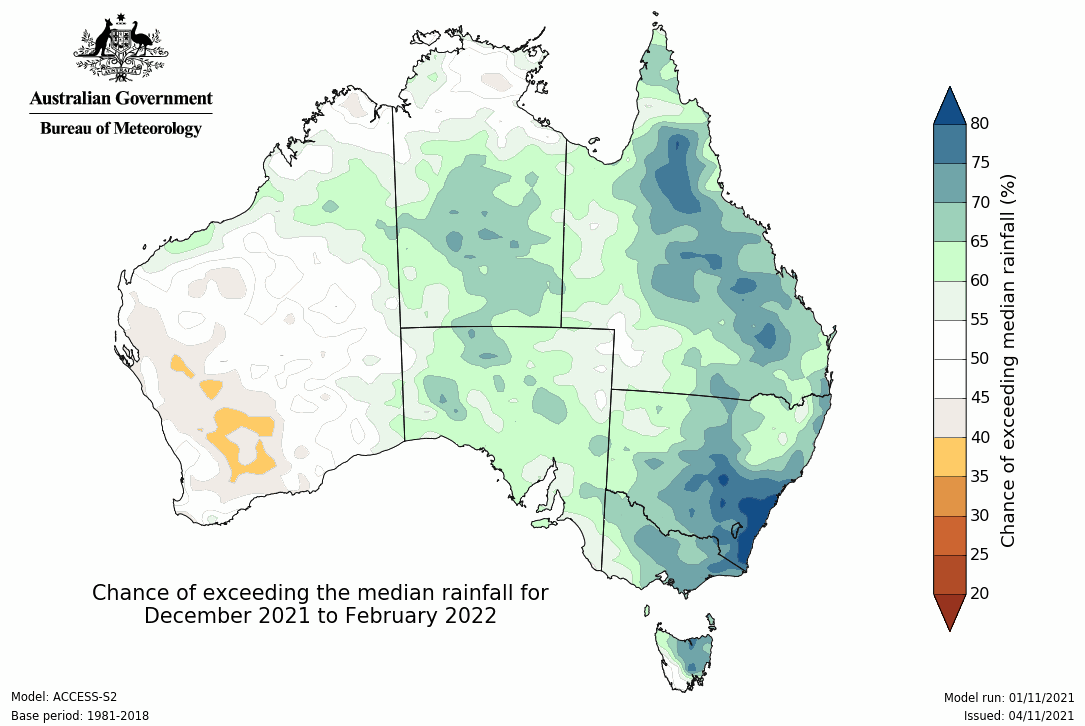 Australian Government
Bureau of Meteorology
80
75
70
65
60
55
50
45
40
35
30
25
20
Chance of exceeding median rainfall (%)
Chance of exceeding the median rainfall for
December 2021 to February 2022
Model: ACCESS-S2
Base period: 1981-2018
Model run: 01/11/2021
Issued: 04/11/2021